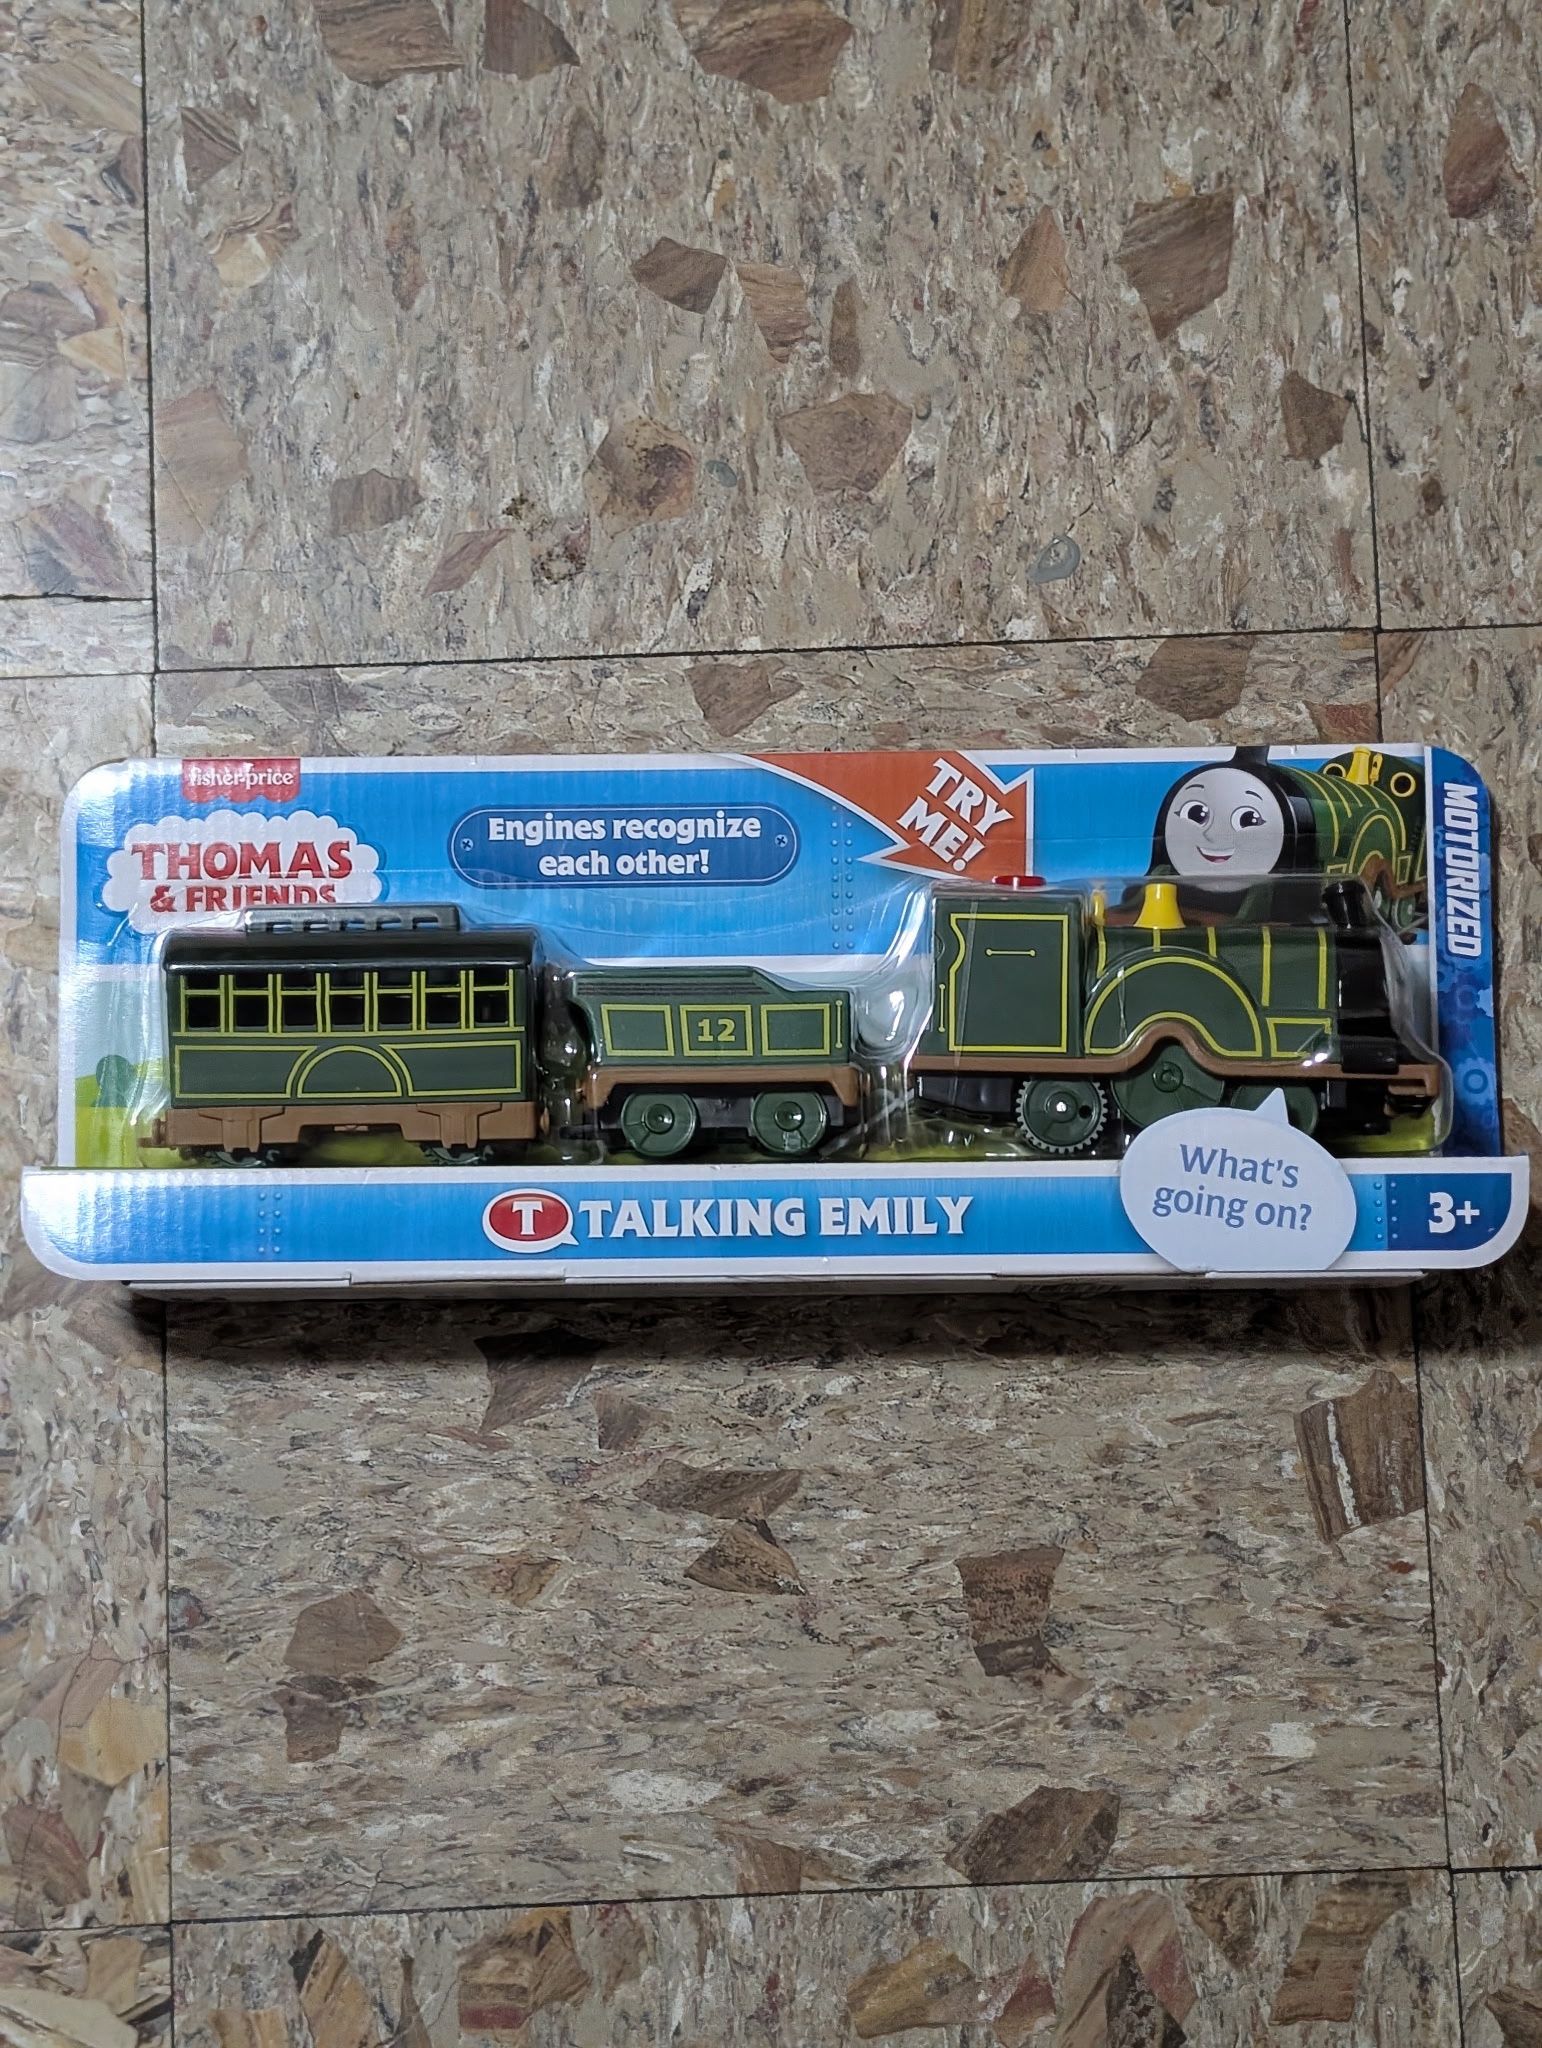 fisher-price
THOMAS
& FRIENDS
Engines recognize
each other!
TRY
ME!
MOTORIZED
12
T TALKING EMILY
What's
going on?
3+